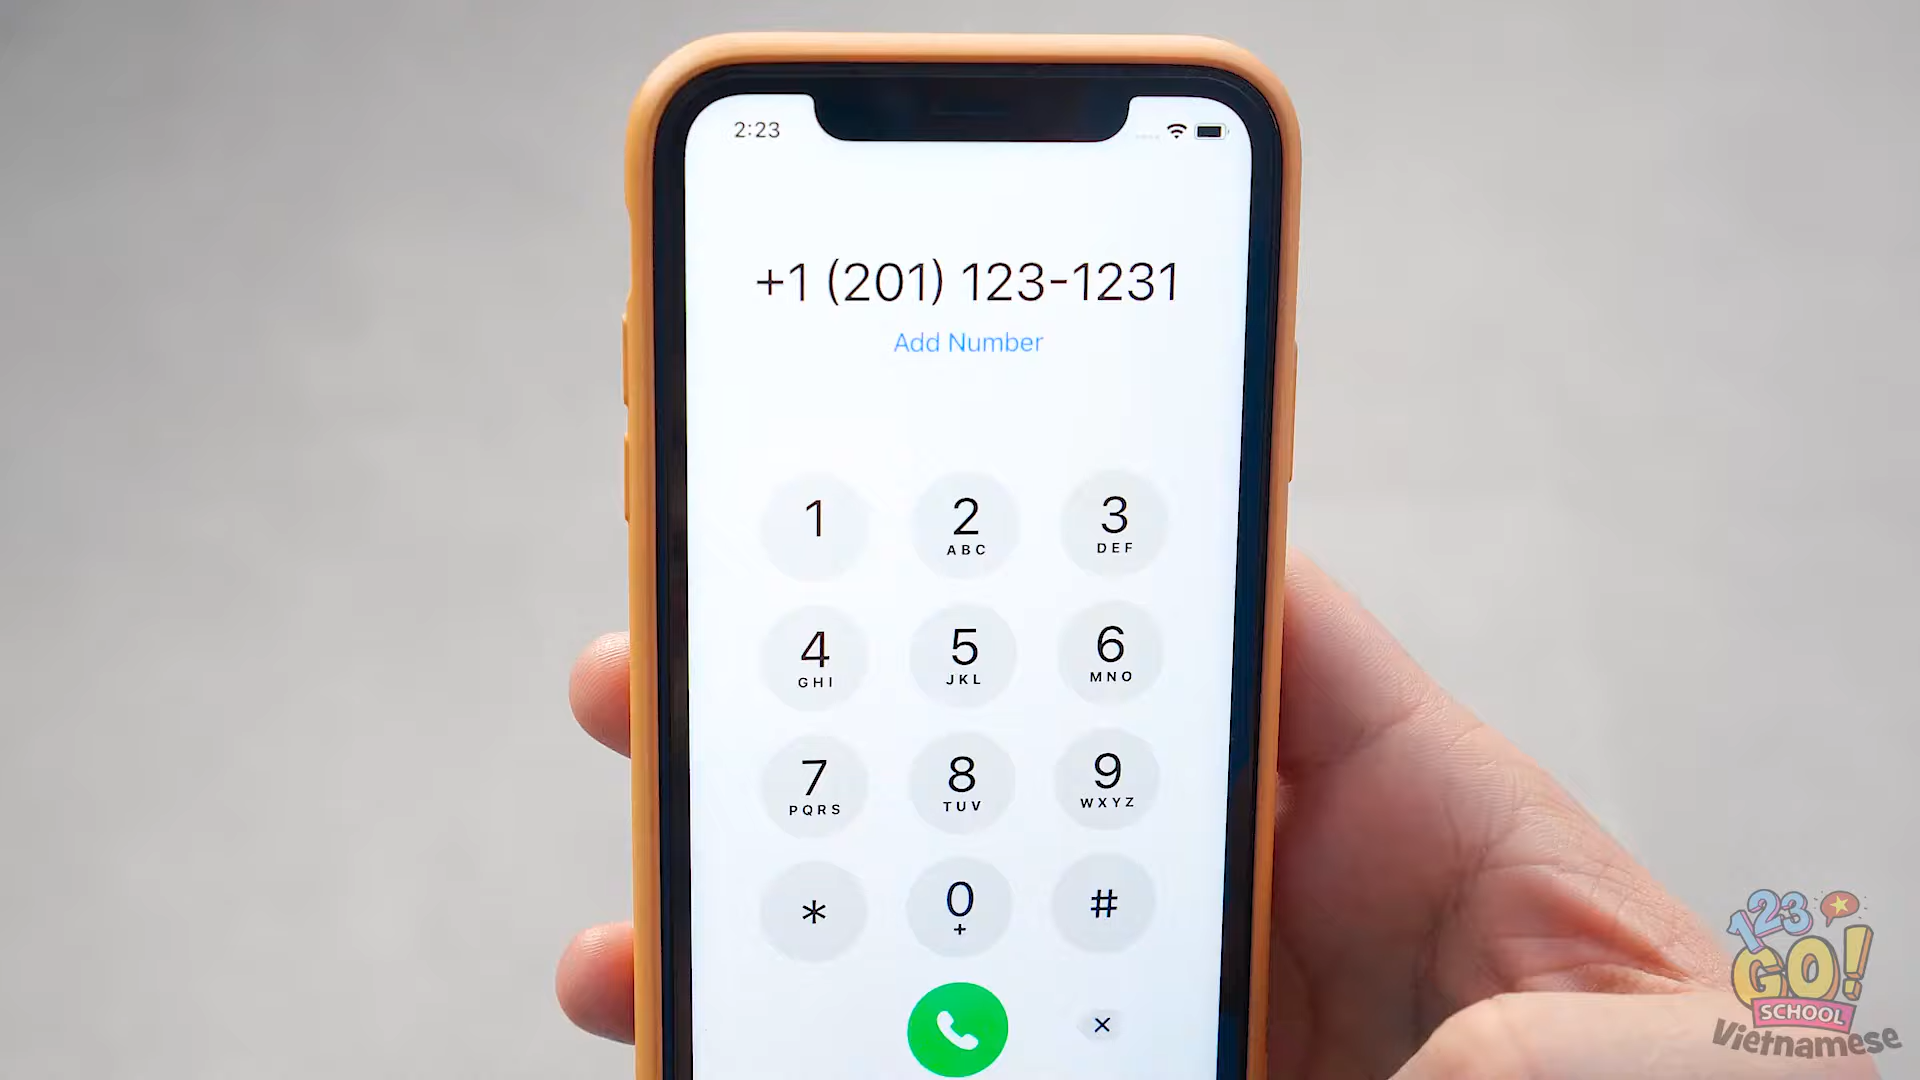 2:23
+1 (201) 123-1231
Add Number
1
2
ABC
3
DEF
4
GHI
5
JKL
6
MNO
7
PQRS
8
TUV
9
WXYZ
*
0
+
#
123
GO!
SCHOOL
Vietnamese